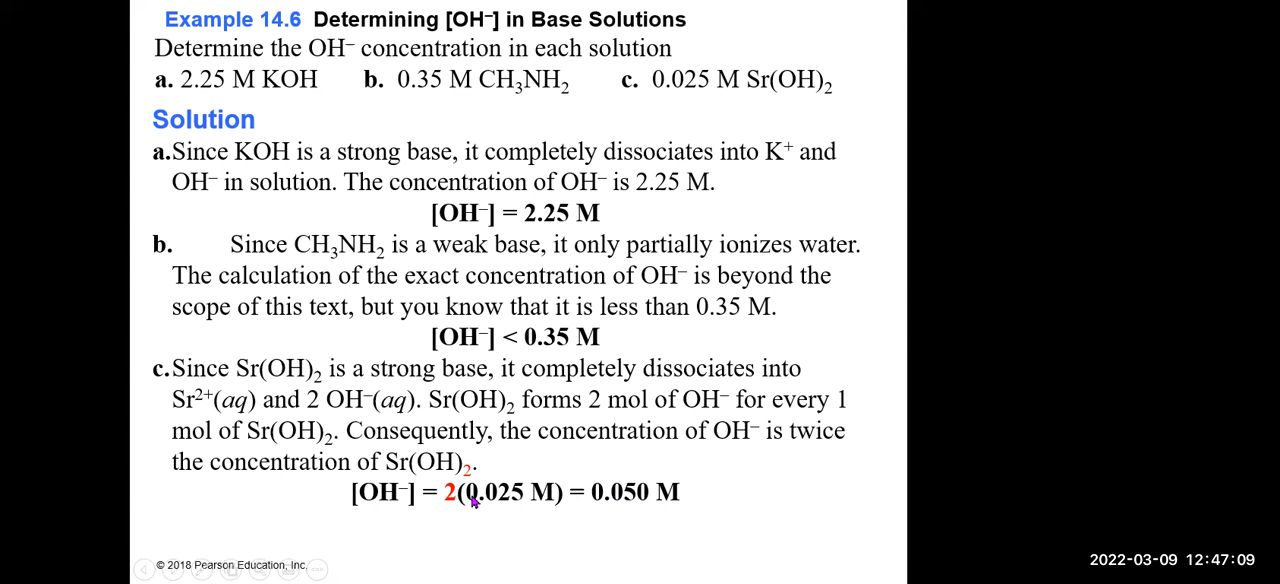 Example 14.6 Determining [OH⁻] in Base Solutions
Determine the OH⁻ concentration in each solution
a. 2.25 M KOH b. 0.35 M CH₃NH₂ c. 0.025 M Sr(OH)₂
Solution
a.Since KOH is a strong base, it completely dissociates into K⁺ and
OH⁻ in solution. The concentration of OH⁻ is 2.25 M.
[OH⁻] = 2.25 M
b. Since CH₃NH₂ is a weak base, it only partially ionizes water.
The calculation of the exact concentration of OH⁻ is beyond the
scope of this text, but you know that it is less than 0.35 M.
[OH⁻] < 0.35 M
c.Since Sr(OH)₂ is a strong base, it completely dissociates into
Sr²⁺(aq) and 2 OH⁻(aq). Sr(OH)₂ forms 2 mol of OH⁻ for every 1
mol of Sr(OH)₂. Consequently, the concentration of OH⁻ is twice
the concentration of Sr(OH)₂.
[OH⁻] = 2(0.025 M) = 0.050 M
© 2018 Pearson Education, Inc.
2022-03-09 12:47:09